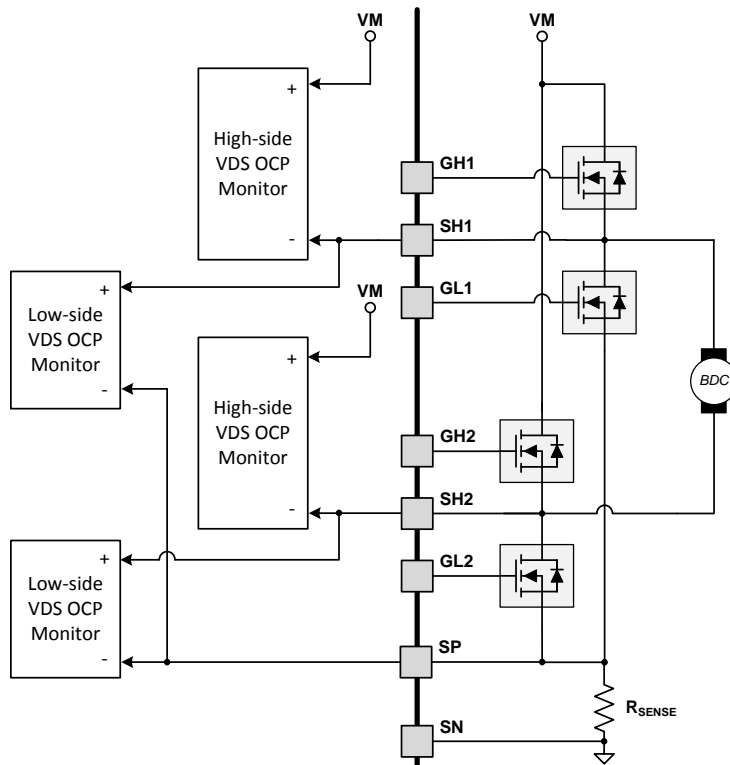 VM
VM
+
High-side
VDS OCP
Monitor
-
GH1
SH1
+
Low-side
VDS OCP
Monitor
-
GL1
VM
+
High-side
VDS OCP
Monitor
-
BDC
GH2
SH2
+
Low-side
VDS OCP
Monitor
-
GL2
SP
RSENSE
SN